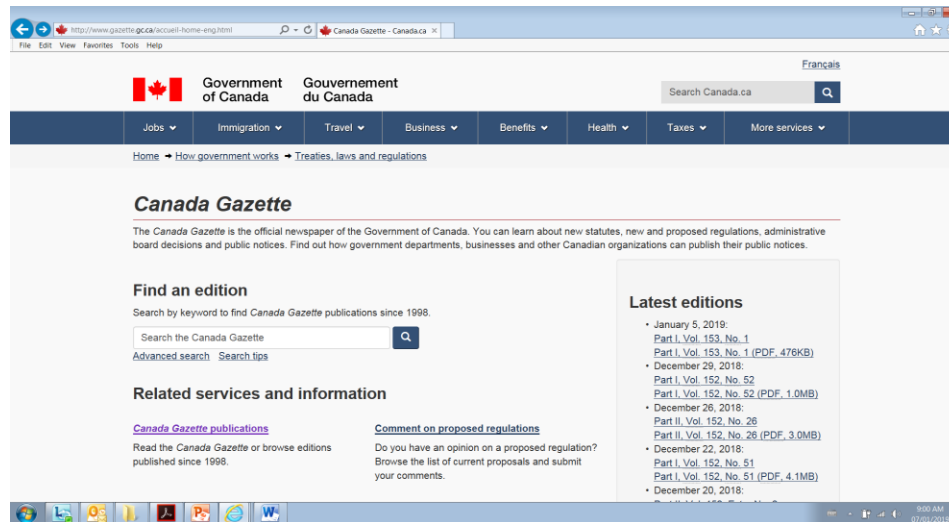 http://www.gazette.gc.ca/accueil-home-eng.html
Canada Gazette - Canada.ca
File Edit View Favorites Tools Help
Français
Government of Canada
Gouvernement du Canada
Search Canada.ca
Jobs Immigration Travel Business Benefits Health Taxes More services
Home → How government works → Treaties, laws and regulations
Canada Gazette
The Canada Gazette is the official newspaper of the Government of Canada. You can learn about new statutes, new and proposed regulations, administrative
board decisions and public notices. Find out how government departments, businesses and other Canadian organizations can publish their public notices.
Find an edition
Search by keyword to find Canada Gazette publications since 1998.
Search the Canada Gazette
Advanced search Search tips
Related services and information
Canada Gazette publications
Read the Canada Gazette or browse editions
published since 1998.
Comment on proposed regulations
Do you have an opinion on a proposed regulation?
Browse the list of current proposals and submit
your comments.
Latest editions
• January 5, 2019:
Part I, Vol. 153, No. 1
Part I, Vol. 153, No. 1 (PDF, 476KB)
• December 29, 2018:
Part I, Vol. 152, No. 52
Part I, Vol. 152, No. 52 (PDF, 1.0MB)
• December 26, 2018:
Part II, Vol. 152, No. 26
Part II, Vol. 152, No. 26 (PDF, 3.0MB)
• December 22, 2018:
Part I, Vol. 152, No. 51
Part I, Vol. 152, No. 51 (PDF, 4.1MB)
• December 20, 2018:
9:00 AM